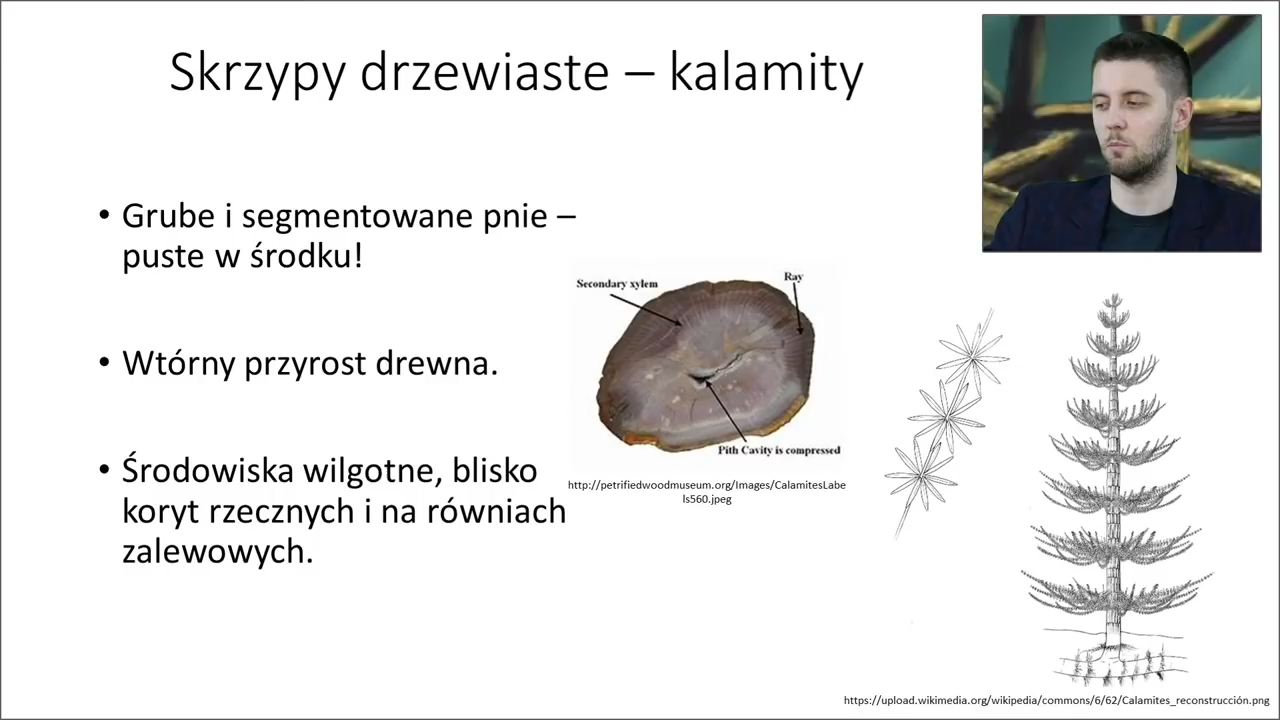 Skrzypy drzewiaste – kalamity
• Grube i segmentowane pnie –
puste w środku!
• Wtórny przyrost drewna.
• Środowiska wilgotne, blisko
koryt rzecznych i na równiach
zalewowych.
Secondary xylem
Ray
Pith Cavity is compressed
http://petrifiedwoodmuseum.org/Images/CalamitesLabe
ls560.jpeg
https://upload.wikimedia.org/wikipedia/commons/6/62/Calamites_reconstrucción.png